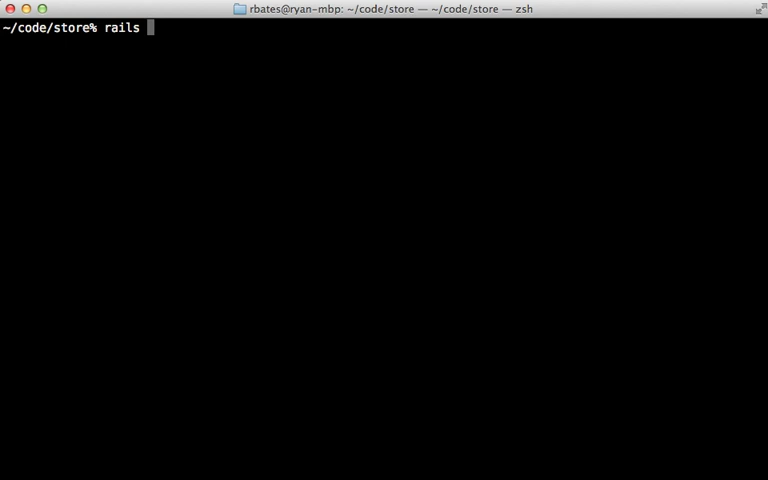 rbates@ryan-mbp: ~/code/store — ~/code/store — zsh
~/code/store% rails